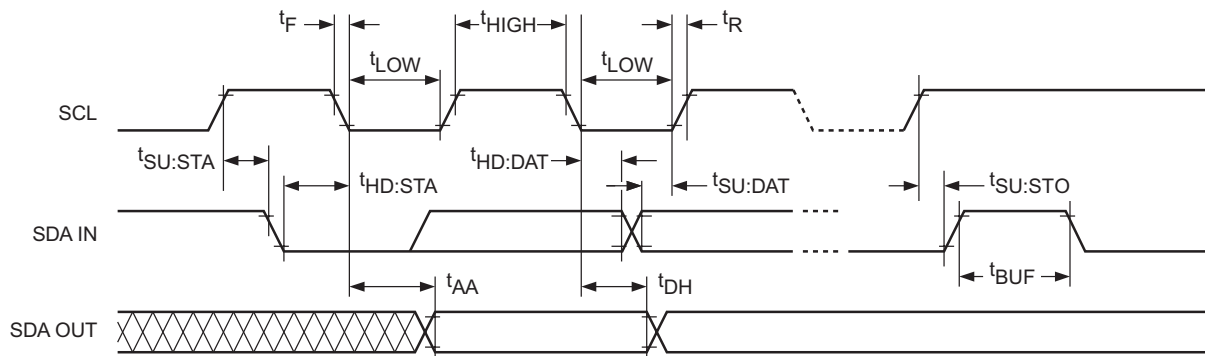 tF
tHIGH
tR
tLOW
tLOW
SCL
tSU:STA
tHD:STA
tHD:DAT
tSU:DAT
tSU:STO
SDA IN
tAA
tDH
tBUF
SDA OUT